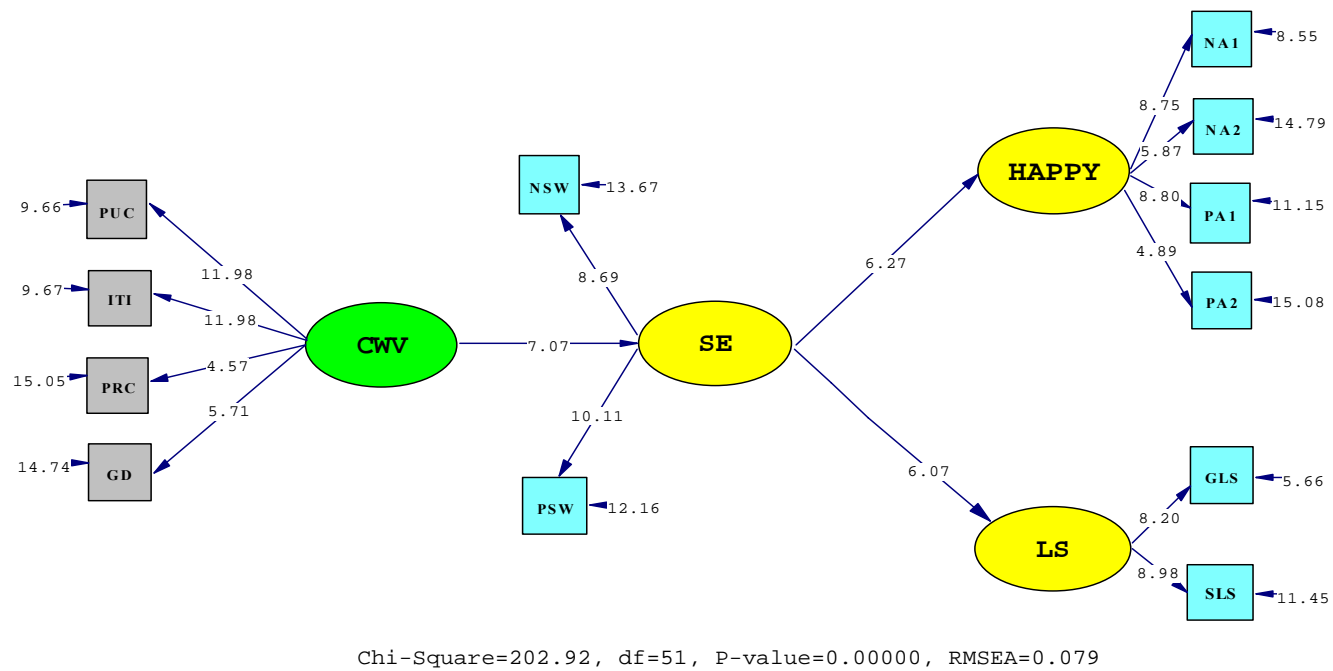 NA1
8.55
8.75
NA2
14.79
5.87
HAPPY
8.80
PA1
11.15
4.89
PA2
15.08
6.27
NSW
13.67
8.69
9.66
PUC
11.98
9.67
ITI
11.98
CWV
7.07
SE
15.05
PRC
4.57
5.71
14.74
GD
10.11
PSW
12.16
6.07
GLS
5.66
8.20
LS
8.98
SLS
11.45
Chi-Square=202.92, df=51, P-value=0.00000, RMSEA=0.079